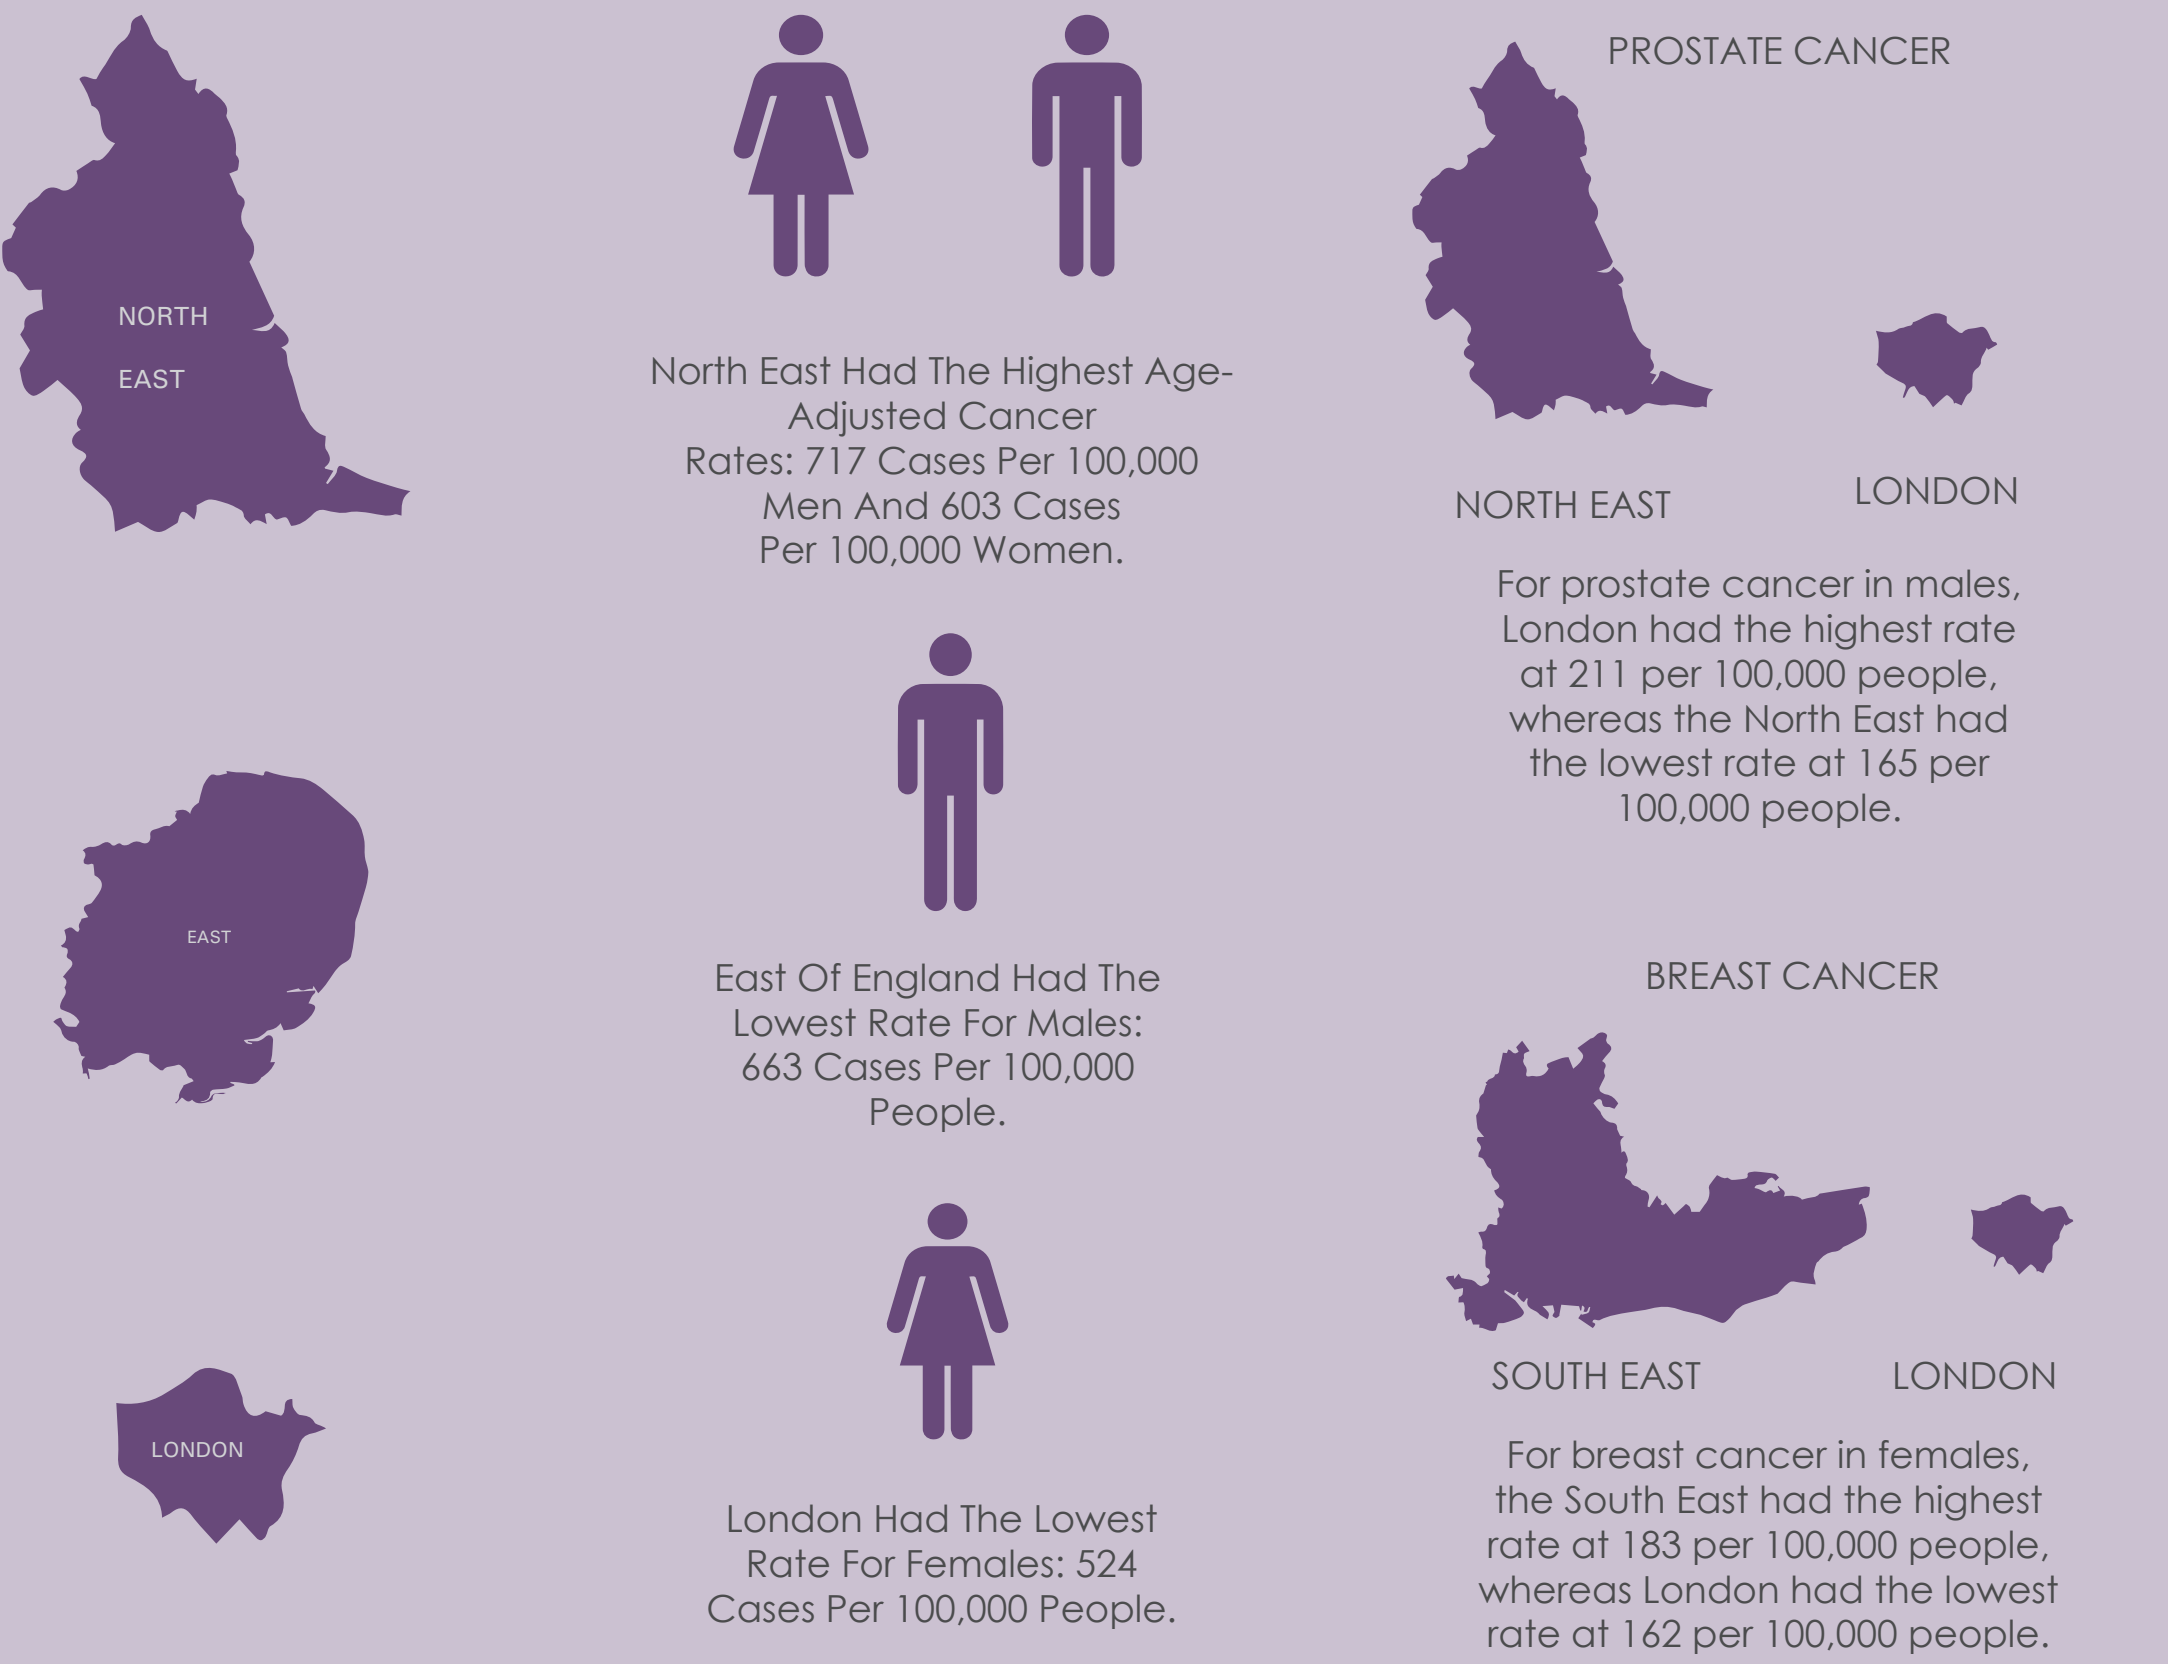 NORTH
EAST
North East Had The Highest Age-
Adjusted Cancer
Rates: 717 Cases Per 100,000
Men And 603 Cases
Per 100,000 Women.
EAST
East Of England Had The
Lowest Rate For Males:
663 Cases Per 100,000
People.
LONDON
London Had The Lowest
Rate For Females: 524
Cases Per 100,000 People.
PROSTATE CANCER
NORTH EAST
LONDON
For prostate cancer in males,
London had the highest rate
at 211 per 100,000 people,
whereas the North East had
the lowest rate at 165 per
100,000 people.
BREAST CANCER
SOUTH EAST
LONDON
For breast cancer in females,
the South East had the highest
rate at 183 per 100,000 people,
whereas London had the lowest
rate at 162 per 100,000 people.